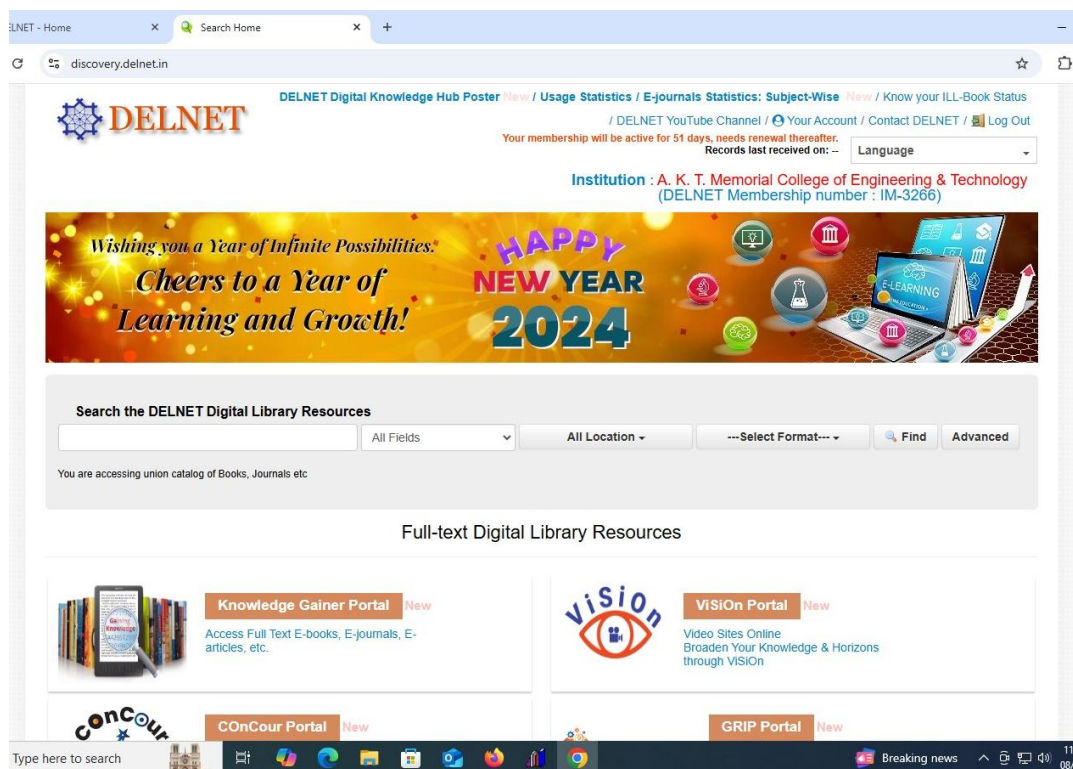 ELNET - Home
Search Home
discovery.delnet.in
DELNET
DELNET Digital Knowledge Hub Poster New / Usage Statistics / E-journals Statistics: Subject-Wise New / Know your ILL-Book Status
/ DELNET YouTube Channel / Your Account / Contact DELNET / Log Out
Your membership will be active for 51 days, needs renewal thereafter.
Records last received on: --
Language
Institution : A. K. T. Memorial College of Engineering & Technology
(DELNET Membership number : IM-3266)
Wishing you a Year of Infinite Possibilities.
Cheers to a Year of
Learning and Growth!
HAPPY
NEW YEAR
2024
E-LEARNING
Search the DELNET Digital Library Resources
All Fields
All Location
---Select Format---
Find
Advanced
You are accessing union catalog of Books, Journals etc
Full-text Digital Library Resources
Gaining
Knowledge
Knowledge Gainer Portal New
Access Full Text E-books, E-journals, E-
articles, etc.
ViSiOn
ViSiOn Portal New
Video Sites Online
Broaden Your Knowledge & Horizons
through ViSiOn
conCour
COnCour Portal New
GRIP Portal New
Type here to search
Breaking news
11
08/